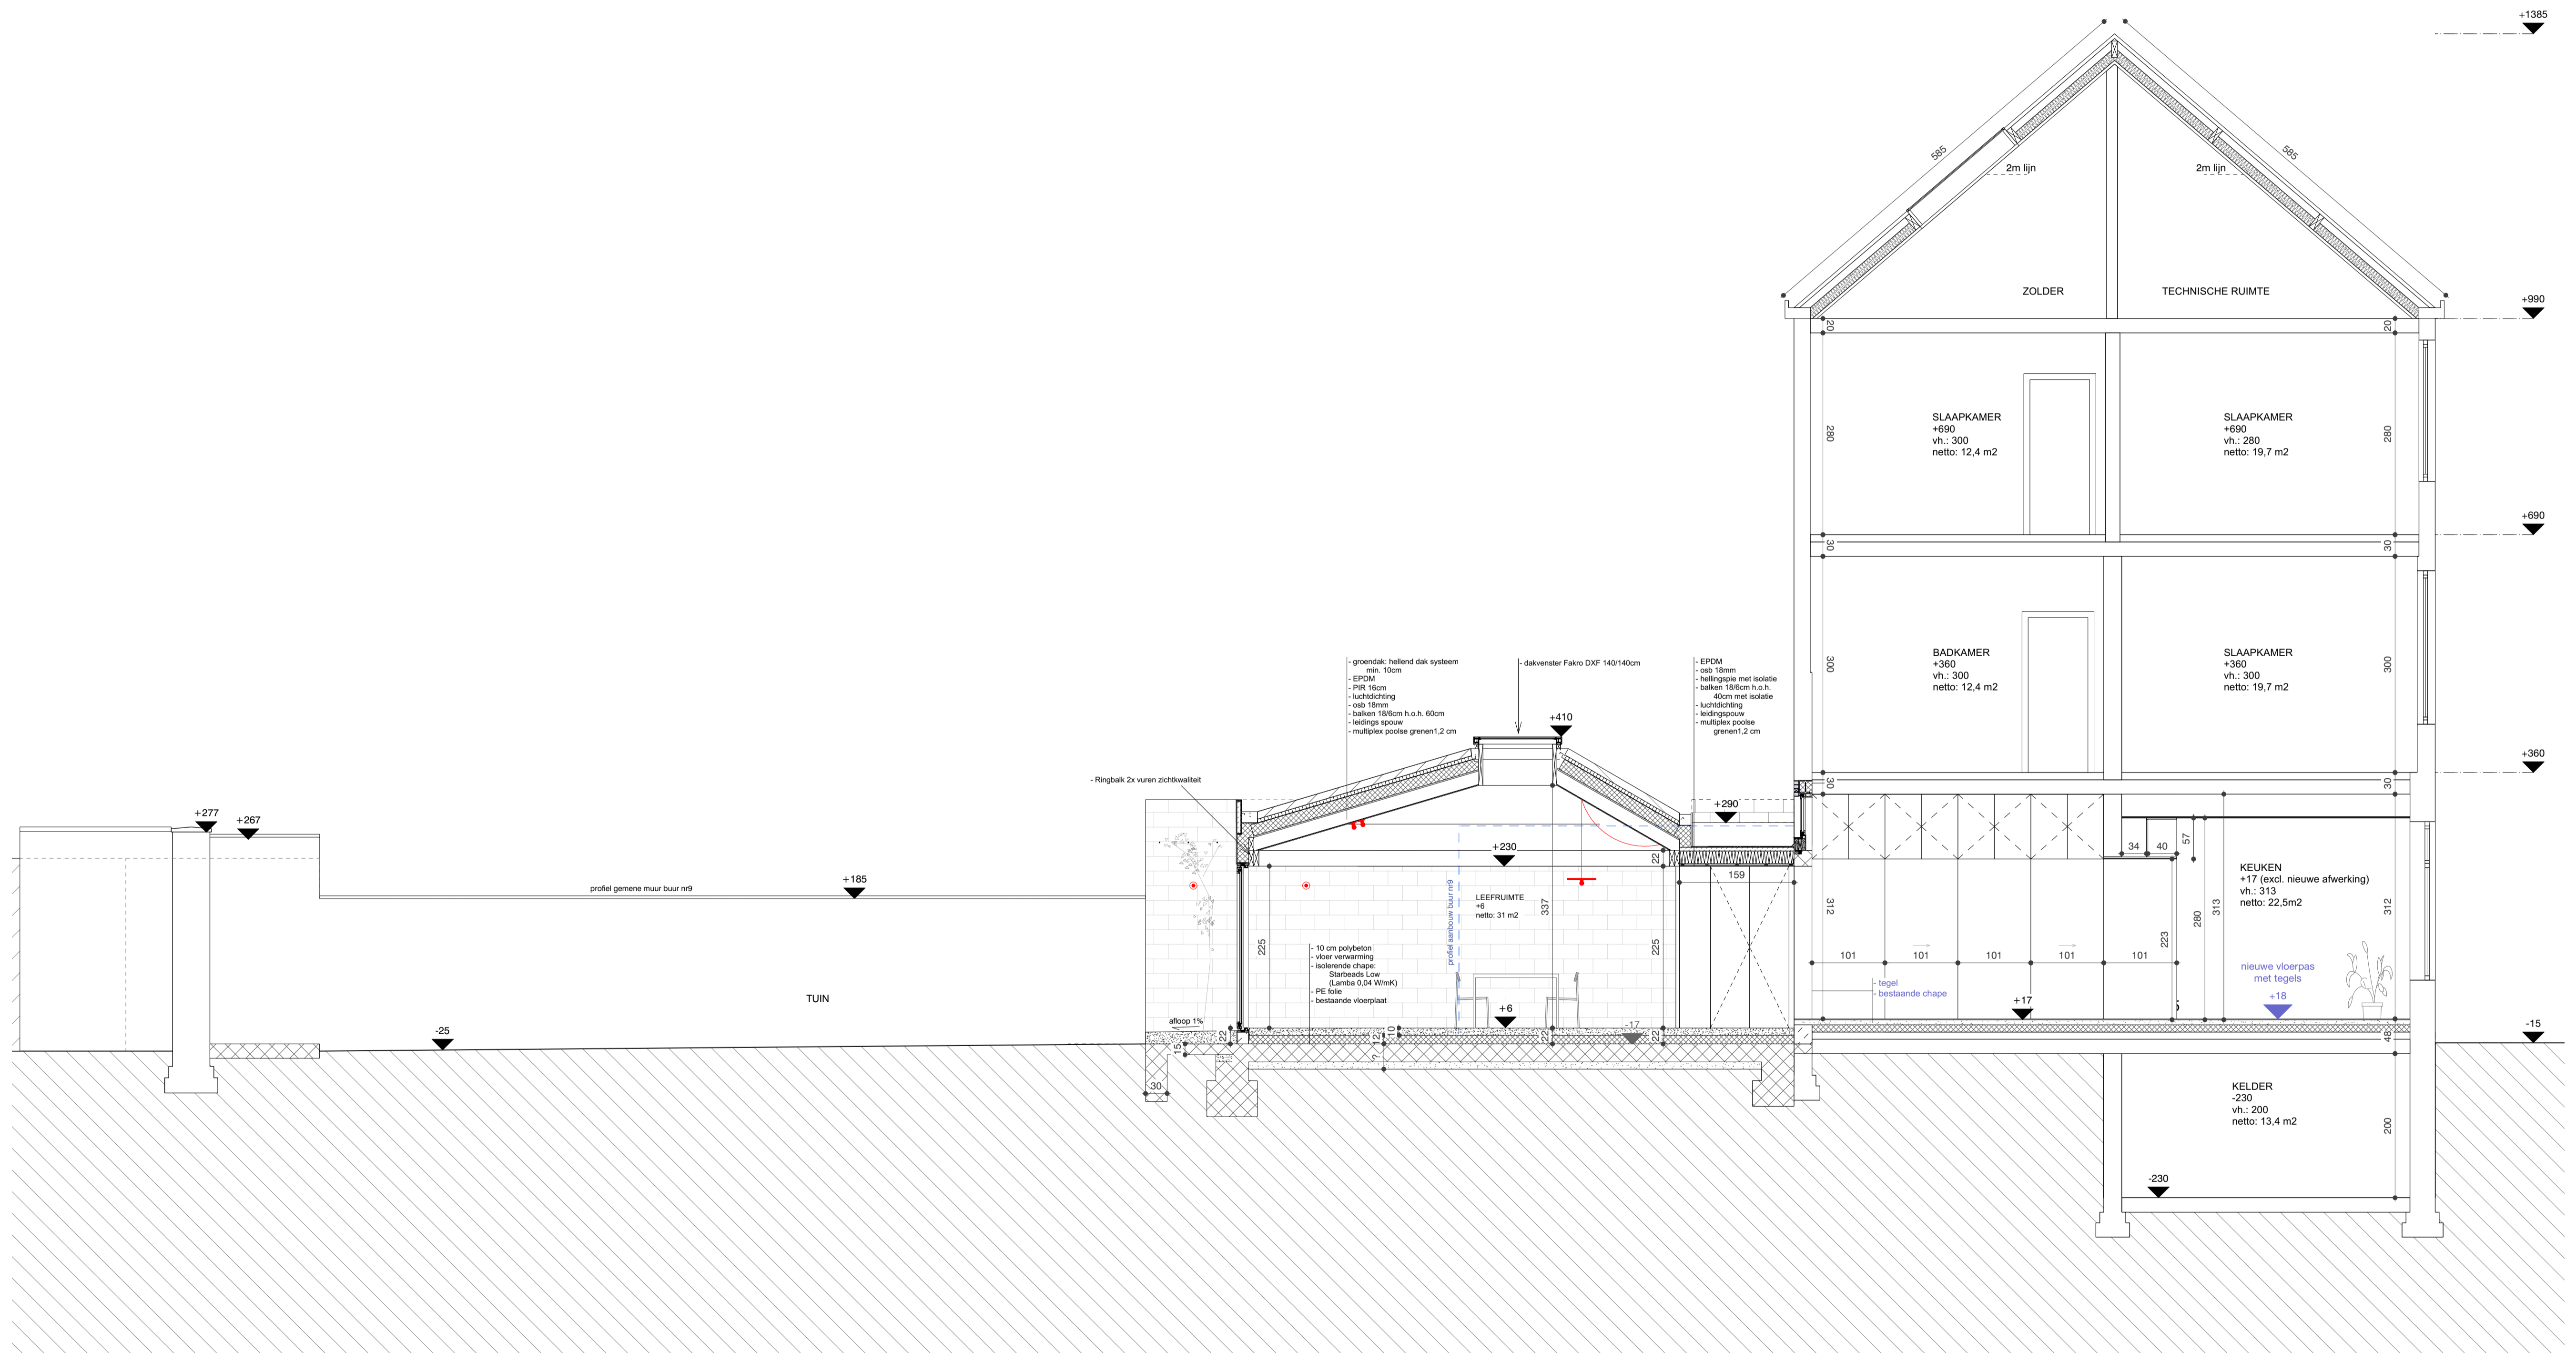 +1385
585
585
2m lijn
2m lijn
ZOLDER
TECHNISCHE RUIMTE
+990
20
20
SLAAPKAMER
+690
vh.: 300
netto: 12,4 m2
SLAAPKAMER
+690
vh.: 280
netto: 19,7 m2
280
280
+690
30
30
BADKAMER
+360
vh.: 300
netto: 12,4 m2
SLAAPKAMER
+360
vh.: 300
netto: 19,7 m2
300
300
+360
30
30
- groendak: hellend dak systeem
min. 10cm
- EPDM
- PIR 16cm
- luchtdichting
- osb 18mm
- balken 18/6cm h.o.h. 60cm
- leidings spouw
- multiplex poolse grenen1,2 cm
- dakvenster Fakro DXF 140/140cm
+410
- EPDM
- osb 18mm
- hellingspie met isolatie
- balken 18/6cm h.o.h.
40cm met isolatie
- luchtdichting
- leidingspouw
- multiplex poolse
grenen1,2 cm
- Ringbalk 2x vuren zichtkwaliteit
+290
+277
+267
profiel gemene muur buur nr9
+185
+230
22
159
LEEFRUIMTE
+6
netto: 31 m2
profiel aanbouw buur nr9
337
225
225
- 10 cm polybeton
- vloer verwarming
- isolerende chape:
Starbeads Low
(Lamba 0,04 W/mK)
- PE folie
- bestaande vloerplaat
312
34
40
57
KEUKEN
+17 (excl. nieuwe afwerking)
vh.: 313
netto: 22,5m2
223
280
313
312
101
101
101
101
101
nieuwe vloerpas
met tegels
+18
- tegel
- bestaande chape
+17
TUIN
afloop 1%
-25
+6
-17
-15
22
15
12
10
22
22
?
48
30
KELDER
-230
vh.: 200
netto: 13,4 m2
200
-230